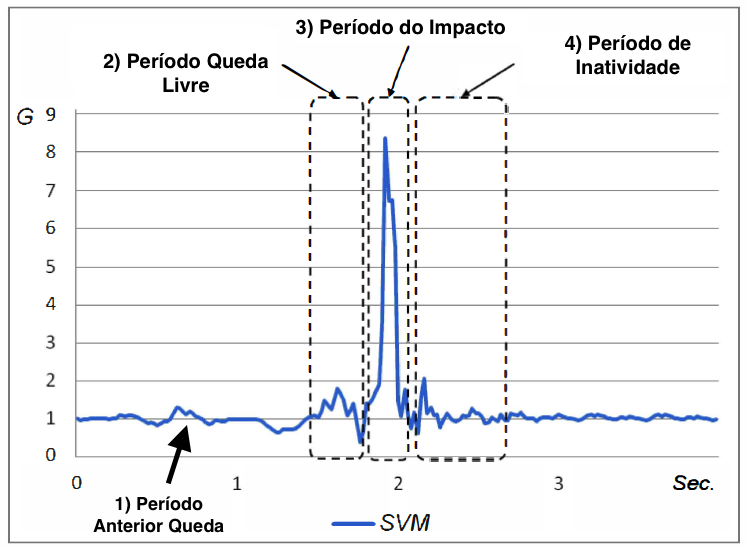 3) Período do Impacto
2) Período Queda
Livre
4) Período de
Inatividade
G
9
8
7
6
5
4
3
2
1
0
0 1 2 3 Sec.
1) Período
Anterior Queda
SVM